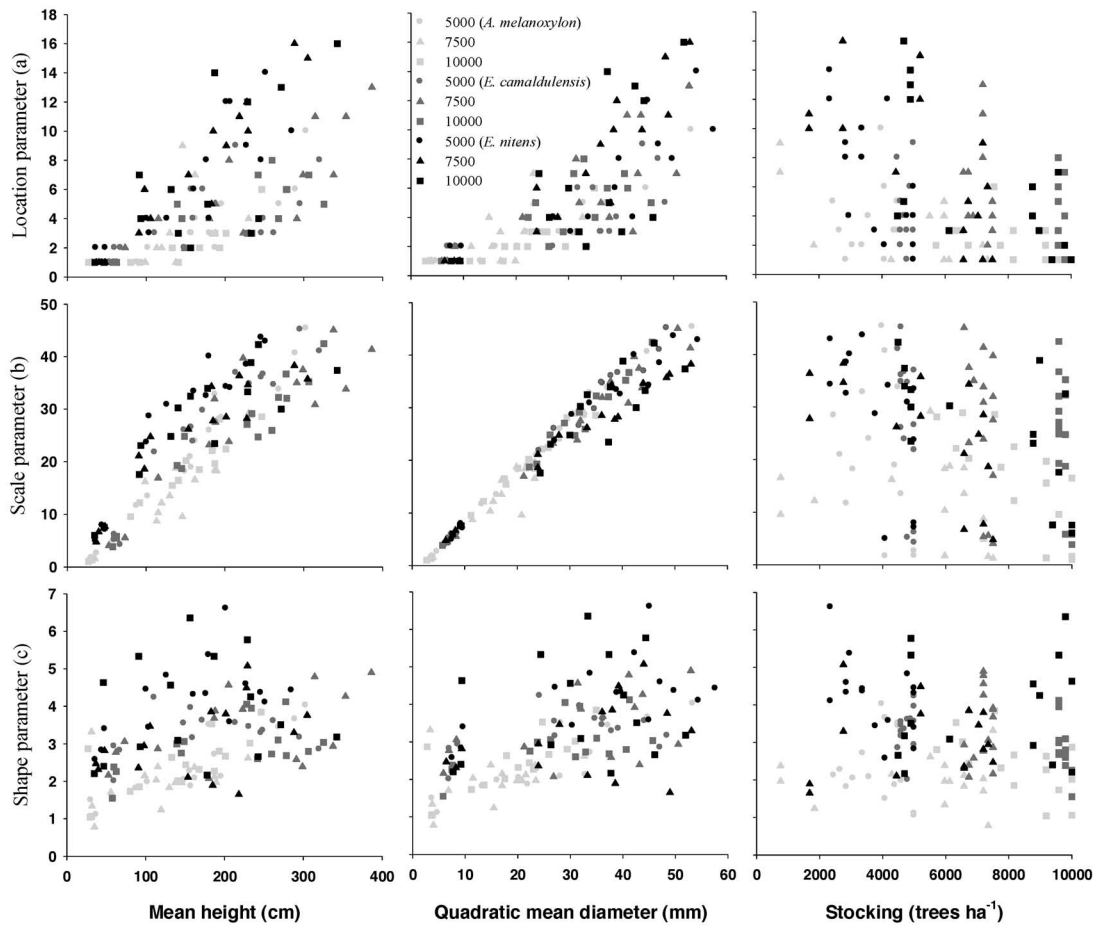 Location parameter (a)
18
16
14
12
10
8
6
4
2
0
5000 (A. melanoxylon)
7500
10000
5000 (E. camaldulensis)
7500
10000
5000 (E. nitens)
7500
10000
Scale parameter (b)
50
40
30
20
10
0
Shape parameter (c)
7
6
5
4
3
2
1
0
0 100 200 300 400
0 10 20 30 40 50 60
0 2000 4000 6000 8000 10000
Mean height (cm)
Quadratic mean diameter (mm)
Stocking (trees ha⁻¹)